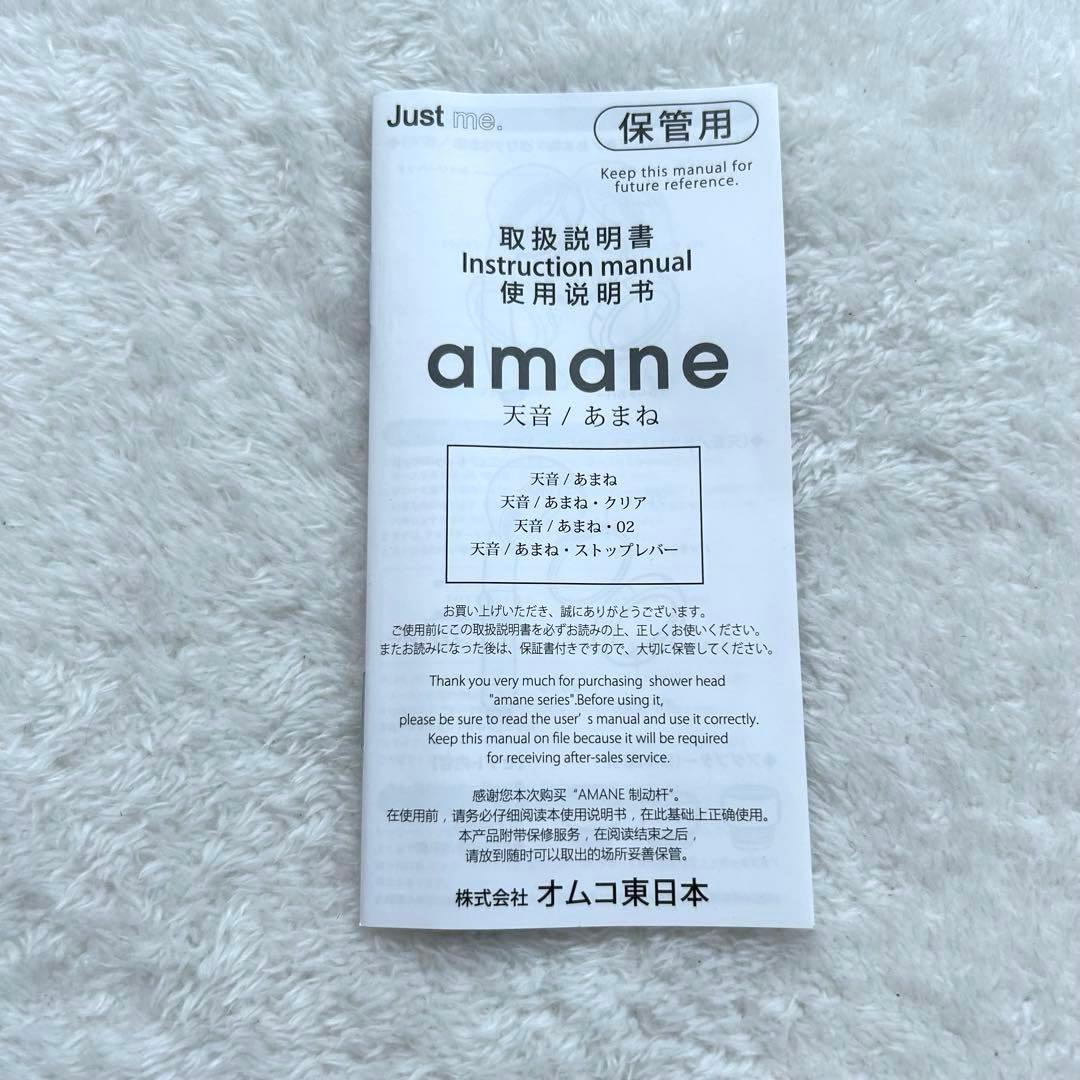 Just me.
保管用
Keep this manual for
future reference.
取扱説明書
Instruction manual
使用说明书
amane
天音 / あまね
天音 / あまね
天音 / あまね・クリア
天音 / あまね・02
天音 / あまね・ストップレバー
お買い上げいただき、誠にありがとうございます。
ご使用前にこの取扱説明書を必ずお読みの上、正しくお使いください。
またお読みになった後は、保証書付きですので、大切に保管してください。
Thank you very much for purchasing shower head
"amane series".Before using it,
please be sure to read the user’s manual and use it correctly.
Keep this manual on file because it will be required
for receiving after-sales service.
感谢您本次购买“AMANE 制动杆”。
在使用前，请务必仔细阅读本使用说明书，在此基础上正确使用。
本产品附带保修服务，在阅读结束之后，
请放到随时可以取出的场所妥善保管。
株式会社 オムコ東日本